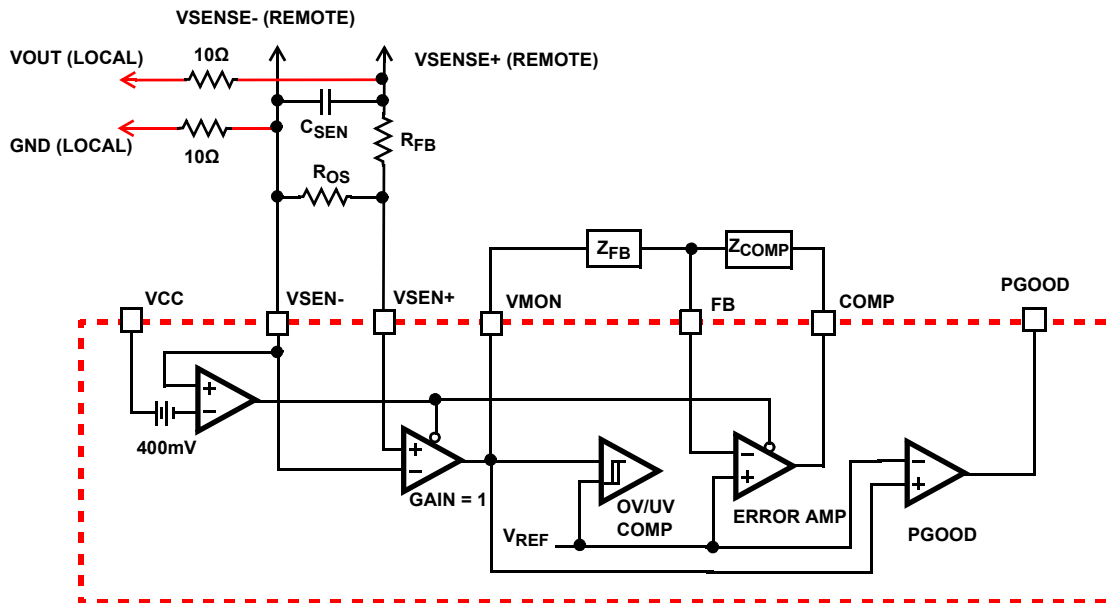 VSENSE- (REMOTE)
VOUT (LOCAL)
10Ω
VSENSE+ (REMOTE)
CSEN
RFB
GND (LOCAL)
10Ω
ROS
ZFB
ZCOMP
VCC
VSEN-
VSEN+
VMON
FB
COMP
PGOOD
+
−
400mV
+
−
GAIN = 1
OV/UV
COMP
−
+
ERROR AMP
−
+
PGOOD
VREF